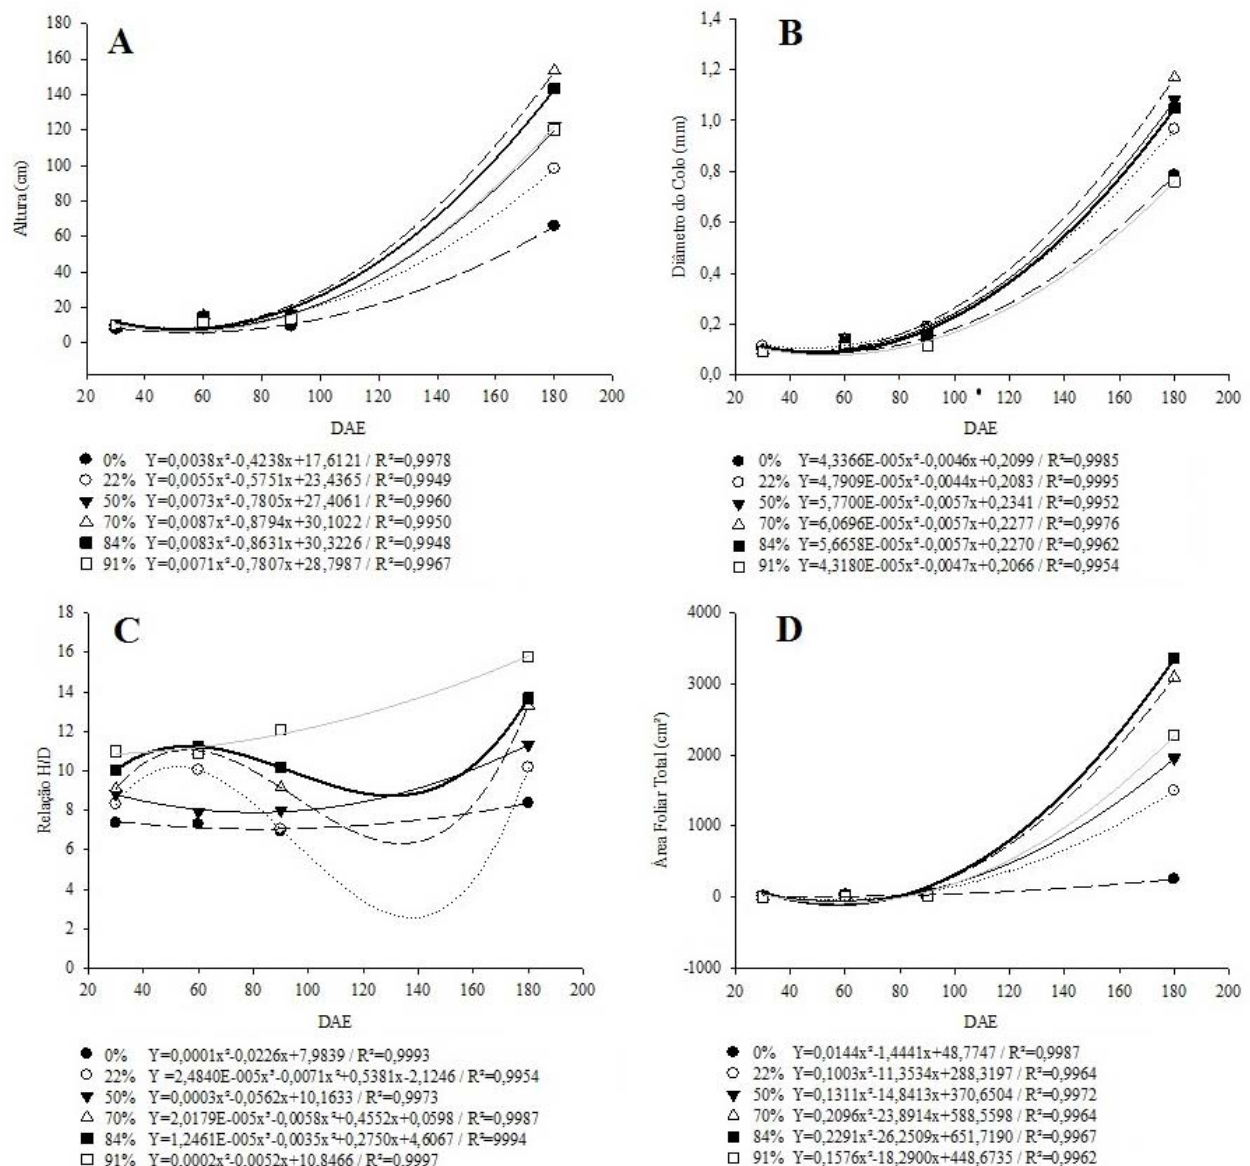 A
180
160
140
120
100
80
60
40
20
0
Altura (cm)
20 40 60 80 100 120 140 160 180 200
DAE
0% Y=0,0038x²-0,4238x+17,6121 / R²=0,9978
22% Y=0,0055x²-0,5751x+23,4365 / R²=0,9949
50% Y=0,0073x²-0,7805x+27,4061 / R²=0,9960
70% Y=0,0087x²-0,8794x+30,1022 / R²=0,9950
84% Y=0,0083x²-0,8631x+30,3226 / R²=0,9948
91% Y=0,0071x²-0,7807x+28,7987 / R²=0,9967
B
1,4
1,2
1,0
0,8
0,6
0,4
0,2
0,0
Diâmetro do Colo (mm)
20 40 60 80 100 120 140 160 180 200
DAE
0% Y=4,3366E-005x²-0,0046x+0,2099 / R²=0,9985
22% Y=4,7909E-005x²-0,0044x+0,2083 / R²=0,9995
50% Y=5,7700E-005x²-0,0057x+0,2341 / R²=0,9952
70% Y=6,0696E-005x²-0,0057x+0,2277 / R²=0,9976
84% Y=5,6658E-005x²-0,0057x+0,2270 / R²=0,9962
91% Y=4,3180E-005x²-0,0047x+0,2066 / R²=0,9954
C
18
16
14
12
10
8
6
4
2
0
Relação H/D
20 40 60 80 100 120 140 160 180 200
DAE
0% Y=0,0001x²-0,0226x+7,9839 / R²=0,9993
22% Y =2,4840E-005x³-0,0071x²+0,5381x-2,1246 / R²=0,9954
50% Y=0,0003x²-0,0562x+10,1633 / R²=0,9973
70% Y=2,0179E-005x³-0,0058x²+0,4552x+0,0598 / R²=0,9987
84% Y=1,2461E-005x³-0,0035x²+0,2750x+4,6067 / R²=9994
91% Y=0,0002x²-0,0052x+10,8466 / R²=0,9997
D
4000
3000
2000
1000
0
-1000
Área Foliar Total (cm²)
20 40 60 80 100 120 140 160 180 200
DAE
0% Y=0,0144x²-1,4441x+48,7747 / R²=0,9987
22% Y=0,1003x²-11,3534x+288,3197 / R²=0,9964
50% Y=0,1311x²-14,8413x+370,6504 / R²=0,9972
70% Y=0,2096x²-23,8914x+588,5598 / R²=0,9964
84% Y=0,2291x²-26,2509x+651,7190 / R²=0,9967
91% Y=0,1576x²-18,2900x+448,6735 / R²=0,9962